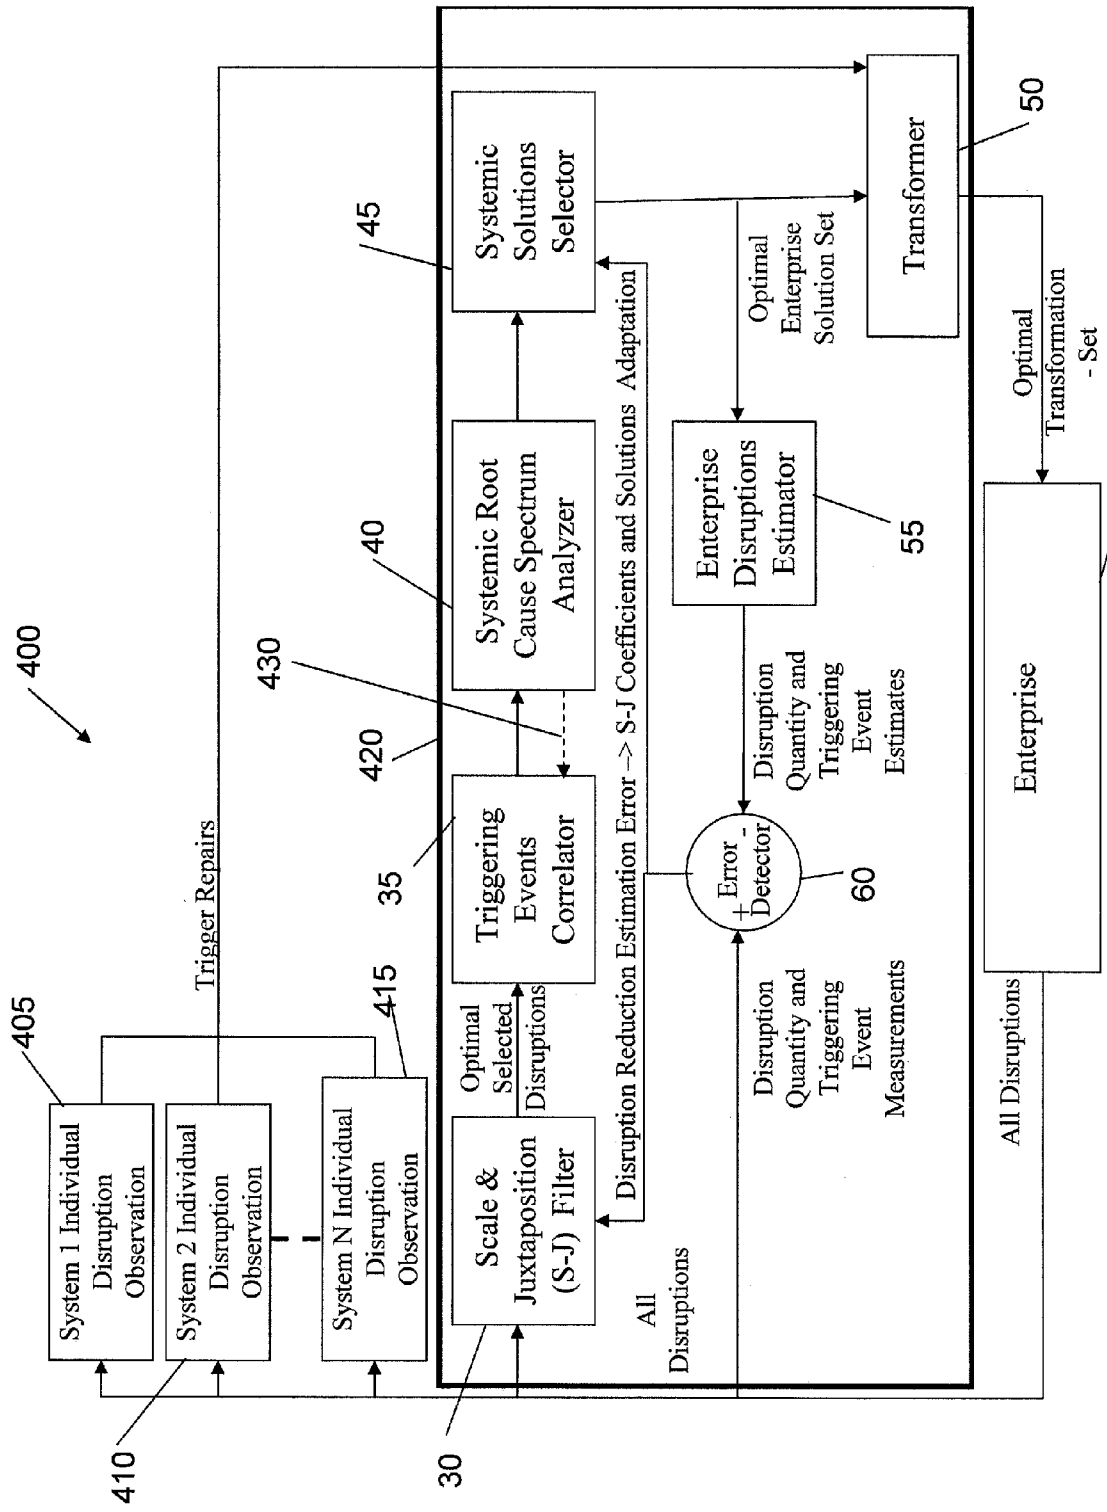 400
405
System 1 Individual
Disruption
Observation
410
System 2 Individual
Disruption
Observation
System N Individual
Disruption
Observation
415
Trigger Repairs
420
430
30
Scale &
Juxtaposition
(S-J) Filter
Optimal
Selected
Disruptions
35
Triggering
Events
Correlator
40
Systemic Root
Cause Spectrum
Analyzer
45
Systemic
Solutions
Selector
Disruption Reduction Estimation Error –> S-J Coefficients and Solutions Adaptation
All
Disruptions
Disruption
Quantity and
Triggering
Event
Measurements
+ Error -
Detector
60
Disruption
Quantity and
Triggering
Event
Estimates
Enterprise
Disruptions
Estimator
55
Optimal
Enterprise
Solution Set
Transformer
50
All Disruptions
Enterprise
Optimal
Transformation
- Set